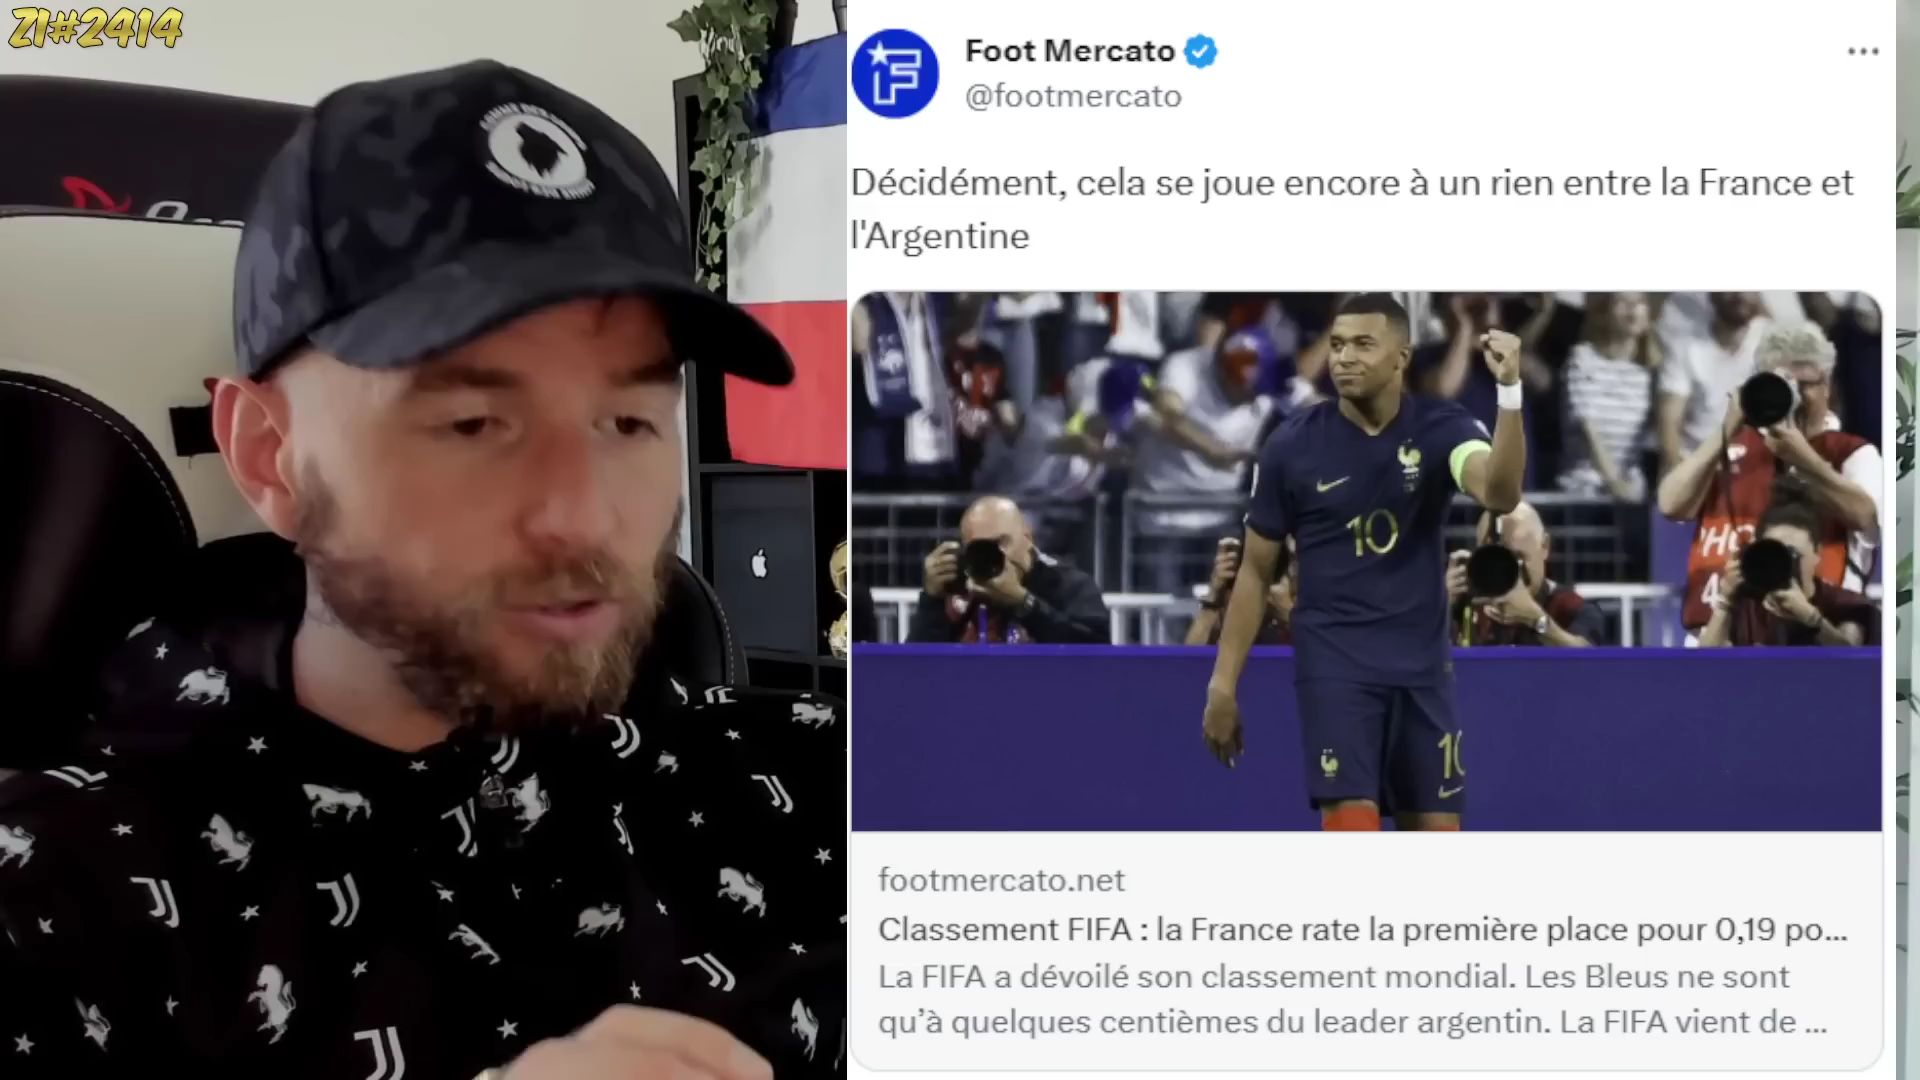 ZI#2414
Foot Mercato
@footmercato
Décidément, cela se joue encore à un rien entre la France et
l'Argentine
10
10
footmercato.net
Classement FIFA : la France rate la première place pour 0,19 po...
La FIFA a dévoilé son classement mondial. Les Bleus ne sont
qu'à quelques centièmes du leader argentin. La FIFA vient de ...